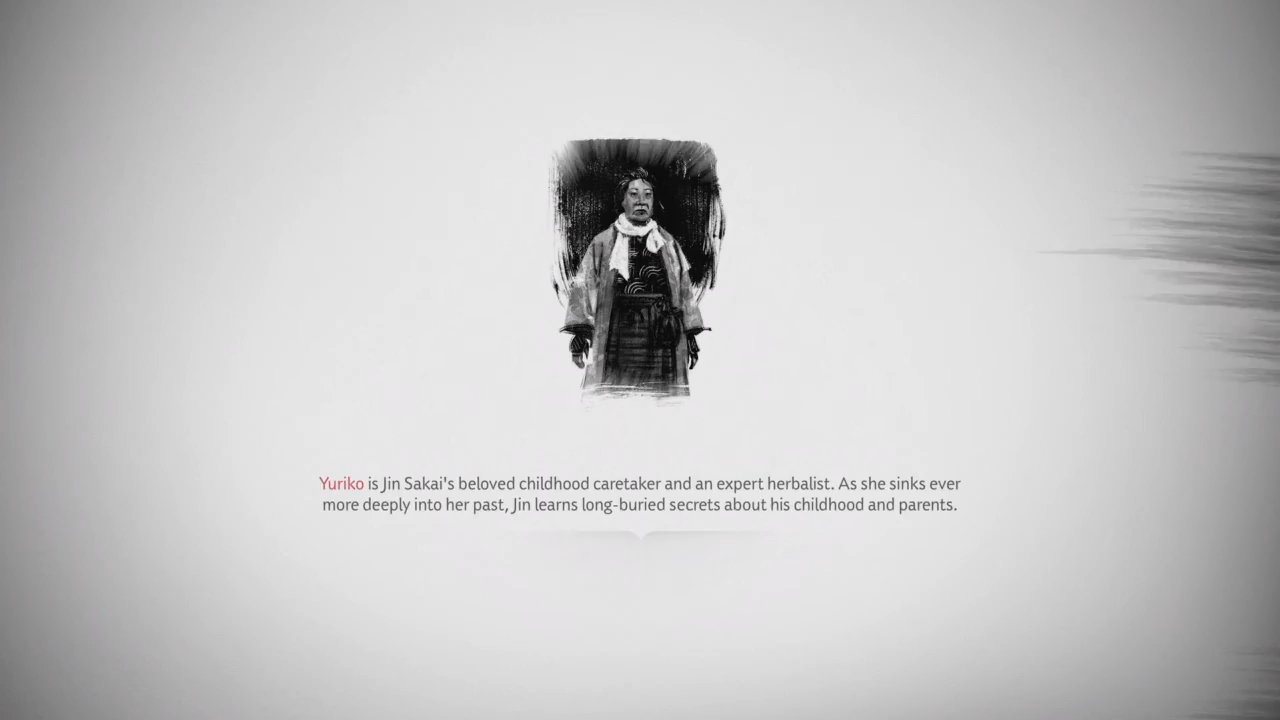 Yuriko is Jin Sakai's beloved childhood caretaker and an expert herbalist. As she sinks ever
more deeply into her past, Jin learns long-buried secrets about his childhood and parents.